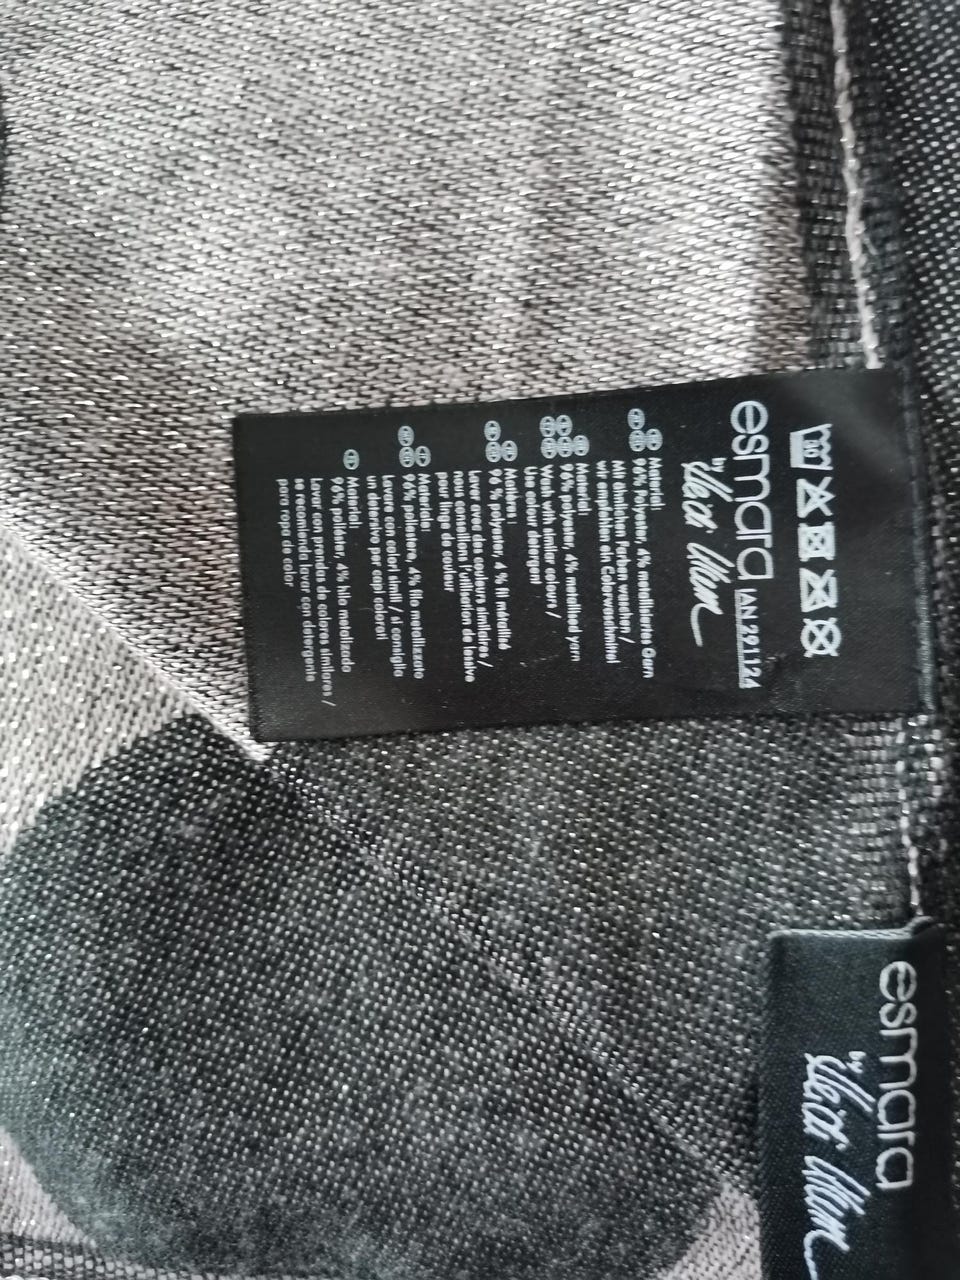 30
esmara IAN 291124
by Heidi Klum
Material:
96% Polyester, 4% metallisiertes Garn
Mit ähnlichen Farben waschen /
wir empfehlen ein Colorwaschmittel
Material:
96% polyester, 4% metallised yarn
Wash with similar colours /
Use colour detergent
Matières :
96 % polyester, 4 % fil métallisé
Laver avec des couleurs similaires /
nous conseillons l'utilisation de lessive
pour linge de couleur
Materiale:
96% poliestere, 4% filo metallizzato
Lavare con colori simili / si consiglia
un detersivo per capi colorati
Material:
96% poliéster, 4% hilo metalizado
Lavar con prendas de colores similares /
se recomienda lavar con detergente
para ropa de color
esmara
by Heidi Klum